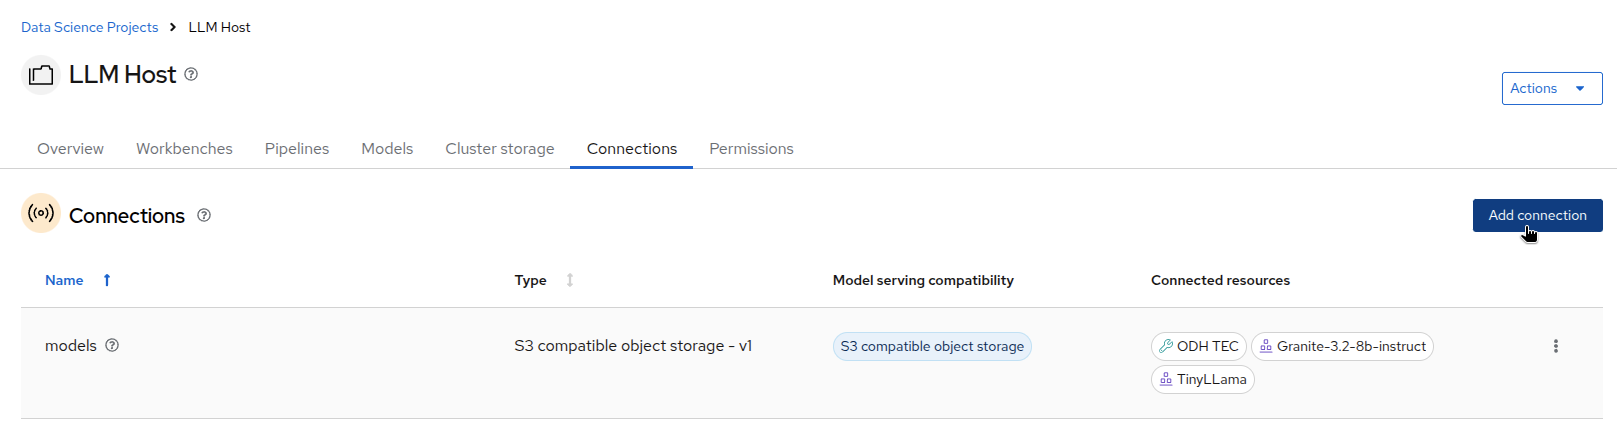 Data Science Projects > LLM Host
LLM Host
Actions
Overview Workbenches Pipelines Models Cluster storage Connections Permissions
Connections
Add connection
Name Type Model serving compatibility Connected resources
models S3 compatible object storage - v1 S3 compatible object storage ODH TEC Granite-3.2-8b-instruct
TinyLLama